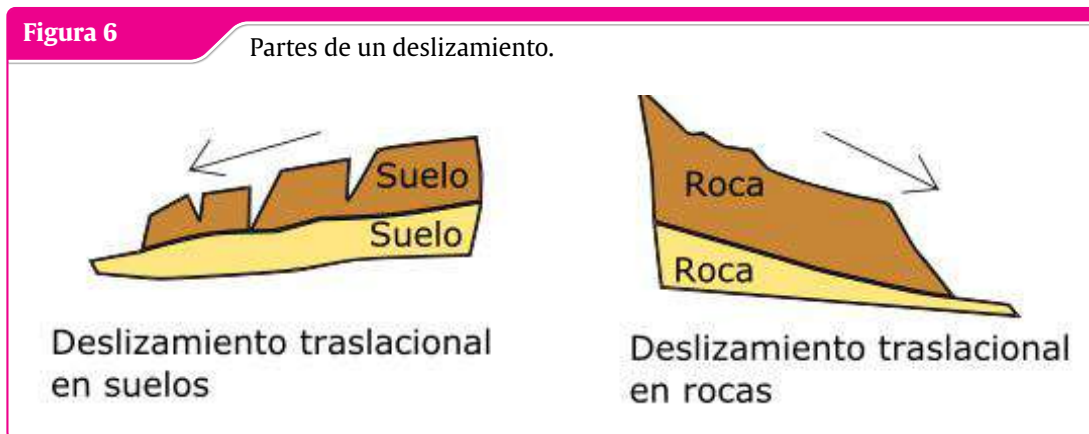 Figura 6
Partes de un deslizamiento.
Suelo
Suelo
Deslizamiento traslacional
en suelos
Roca
Roca
Deslizamiento traslacional
en rocas